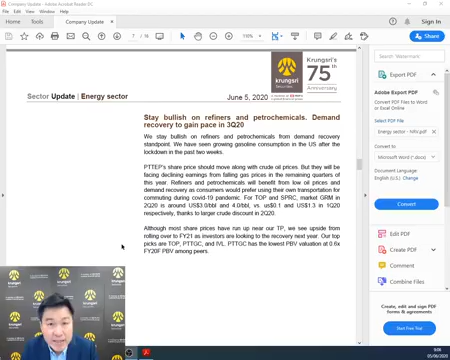 Company Update - Adobe Acrobat Reader DC
File Edit View Window Help
Home Tools Company Update ×
Sign In
7 / 16
110%
Share
Krungsri's
75th
Anniversary
krungsri
Securities
Sector Update | Energy sector
June 5, 2020
Stay bullish on refiners and petrochemicals. Demand
recovery to gain pace in 3Q20
We stay bullish on refiners and petrochemicals from demand recovery
standpoint. We have seen growing gasoline consumption in the US after the
lockdown in the past two weeks.
PTTEP's share price should move along with crude oil prices. But they will be
facing declining earnings from falling gas prices in the remaining quarters of
this year. Refiners and petrochemicals will benefit from low oil prices and
demand recovery as consumers would prefer using their own transportation for
commuting during covid-19 pandemic. For TOP and SPRC, market GRM in
2Q20 is around US$3.0/bbl and 4.0/bbl, vs. us$0.1 and US$1.3 in 1Q20
respectively, thanks to larger crude discount in 2Q20.
Although most share prices have run up near our TP, we see upside from
rolling over to FY21 as investors are looking to the recovery next year. Our top
picks are TOP, PTTGC, and IVL. PTTGC has the lowest PBV valuation at 0.6x
FY20F PBV among peers.
Search 'Watermark'
Export PDF
Adobe Export PDF
Convert PDF Files to Word
or Excel Online
Select PDF File
Energy sector - NRV.pdf ×
Convert to
Microsoft Word (*.docx)
Document Language:
English (U.S.) Change
Convert
Edit PDF
Create PDF
Comment
Combine Files
Create, edit and sign PDF
forms & agreements
Start Free Trial
9:06
05/06/2020